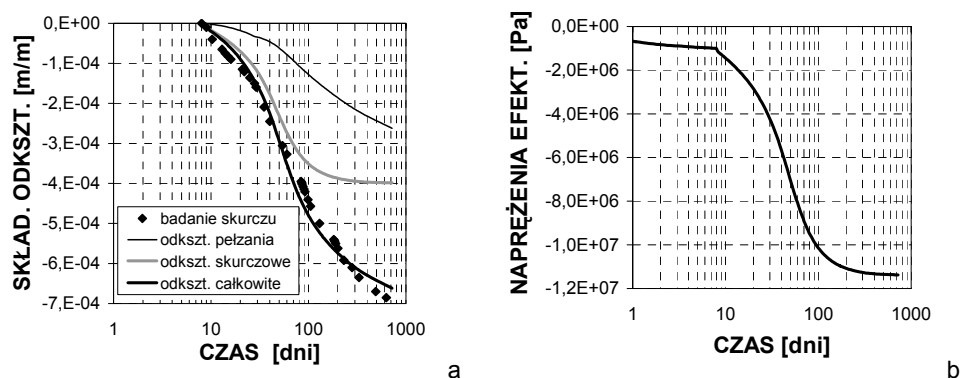 SKŁAD. ODKSZT. [m/m]
0,E+00
-1,E-04
-2,E-04
-3,E-04
-4,E-04
-5,E-04
-6,E-04
-7,E-04
badanie skurczu
odkszt. pełzania
odkszt. skurczowe
odkszt. całkowite
1
10
100
1000
CZAS [dni]
a
NAPRĘŻENIA EFEKT. [Pa]
0,0E+00
-2,0E+06
-4,0E+06
-6,0E+06
-8,0E+06
-1,0E+07
-1,2E+07
1
10
100
1000
CZAS [dni]
b